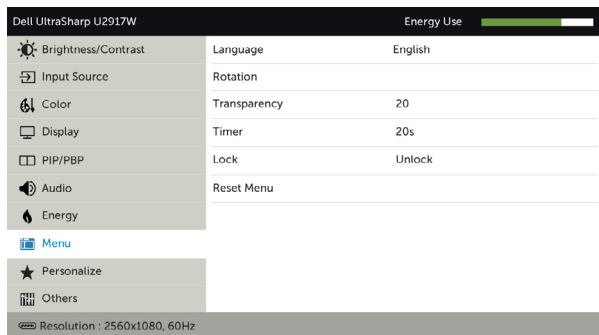 Dell UltraSharp U2917W Energy Use
Brightness/Contrast Language English
Input Source Rotation
Color Transparency 20
Display Timer 20s
PIP/PBP Lock Unlock
Audio Reset Menu
Energy
Menu
Personalize
Others
Resolution : 2560x1080, 60Hz